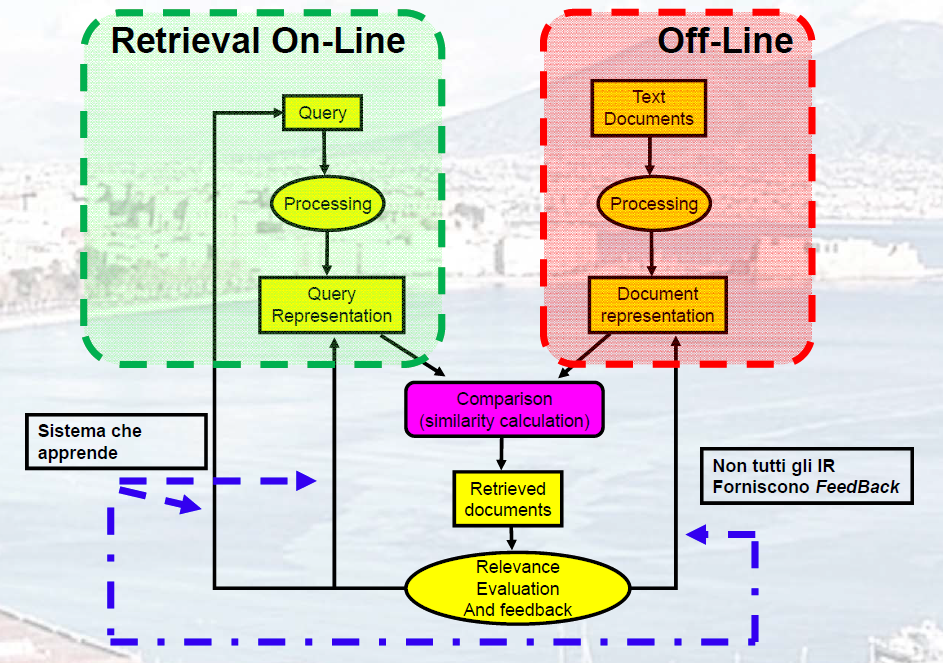 Retrieval On-Line
Query
Processing
Query
Representation
Off-Line
Text
Documents
Processing
Document
representation
Comparison
(similarity calculation)
Sistema che
apprende
Retrieved
documents
Non tutti gli IR
Forniscono FeedBack
Relevance
Evaluation
And feedback